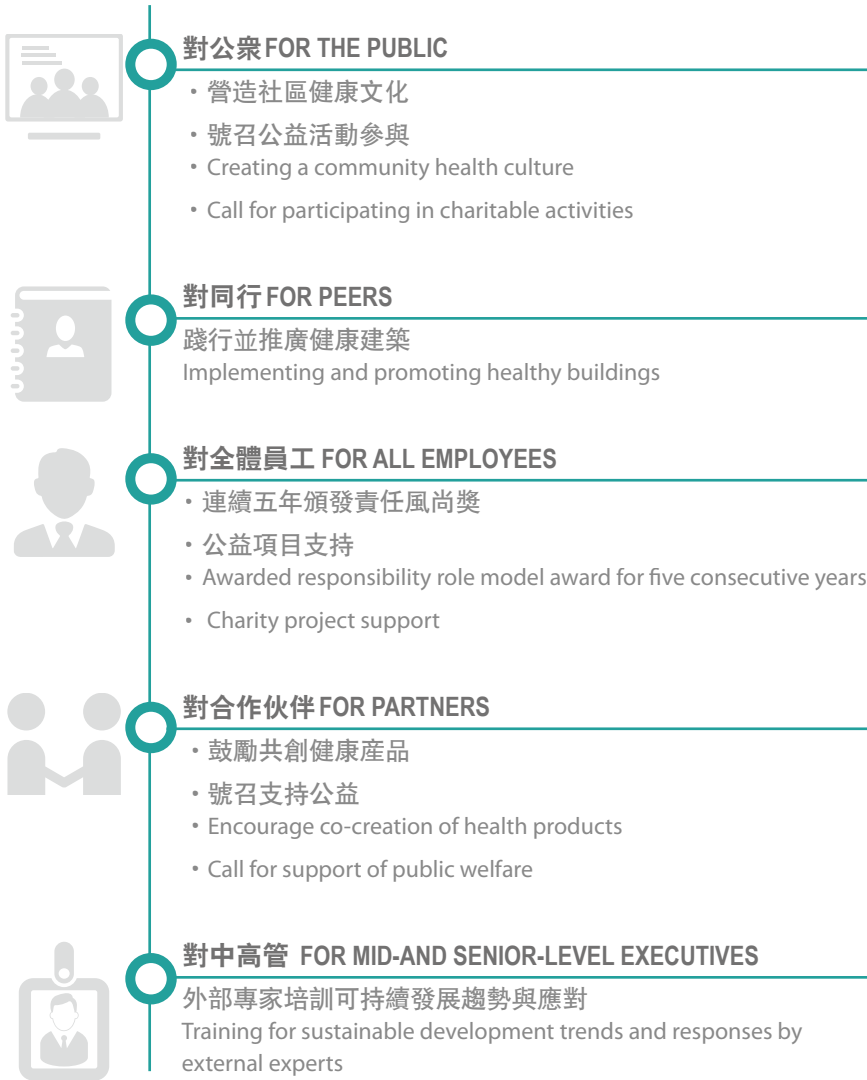 對公衆 FOR THE PUBLIC
・營造社區健康文化
・號召公益活動參與
・Creating a community health culture
・Call for participating in charitable activities
對同行 FOR PEERS
踐行並推廣健康建築
Implementing and promoting healthy buildings
對全體員工 FOR ALL EMPLOYEES
・連續五年頒發責任風尚獎
・公益項目支持
・Awarded responsibility role model award for five consecutive years
・Charity project support
對合作伙伴 FOR PARTNERS
・鼓勵共創健康産品
・號召支持公益
・Encourage co-creation of health products
・Call for support of public welfare
對中高管 FOR MID-AND SENIOR-LEVEL EXECUTIVES
外部專家培訓可持續發展趨勢與應對
Training for sustainable development trends and responses by
external experts